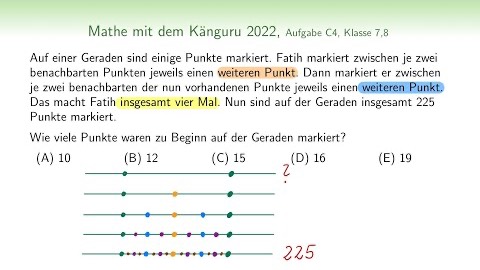 Mathe mit dem Känguru 2022, Aufgabe C4, Klasse 7,8
Auf einer Geraden sind einige Punkte markiert. Fatih markiert zwischen je zwei
benachbarten Punkten jeweils einen weiteren Punkt. Dann markiert er zwischen
je zwei benachbarten der nun vorhandenen Punkte jeweils einen weiteren Punkt.
Das macht Fatih insgesamt vier Mal. Nun sind auf der Geraden insgesamt 225
Punkte markiert.
Wie viele Punkte waren zu Beginn auf der Geraden markiert?
(A) 10 (B) 12 (C) 15 (D) 16 (E) 19
?
225